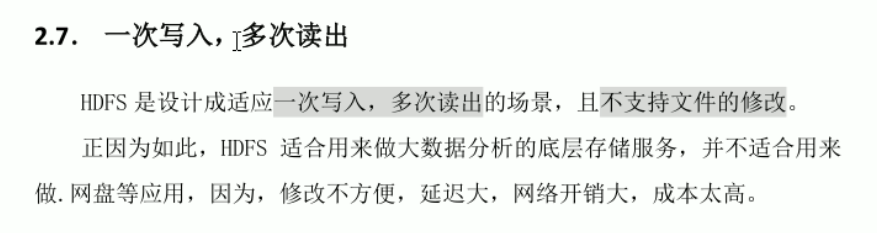 2.7. 一次写入，多次读出
HDFS 是设计成适应一次写入，多次读出的场景，且不支持文件的修改。
正因为如此，HDFS 适合用来做大数据分析的底层存储服务，并不适合用来
做.网盘等应用，因为，修改不方便，延迟大，网络开销大，成本太高。